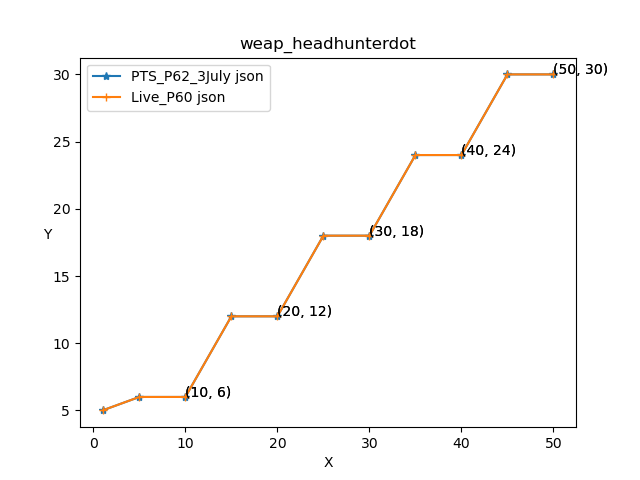 weap_headhunterdot
PTS_P62_3July json
Live_P60 json
30
25
20
15
10
5
Y
(50, 30)
(40, 24)
(30, 18)
(20, 12)
(10, 6)
0 10 20 30 40 50
X